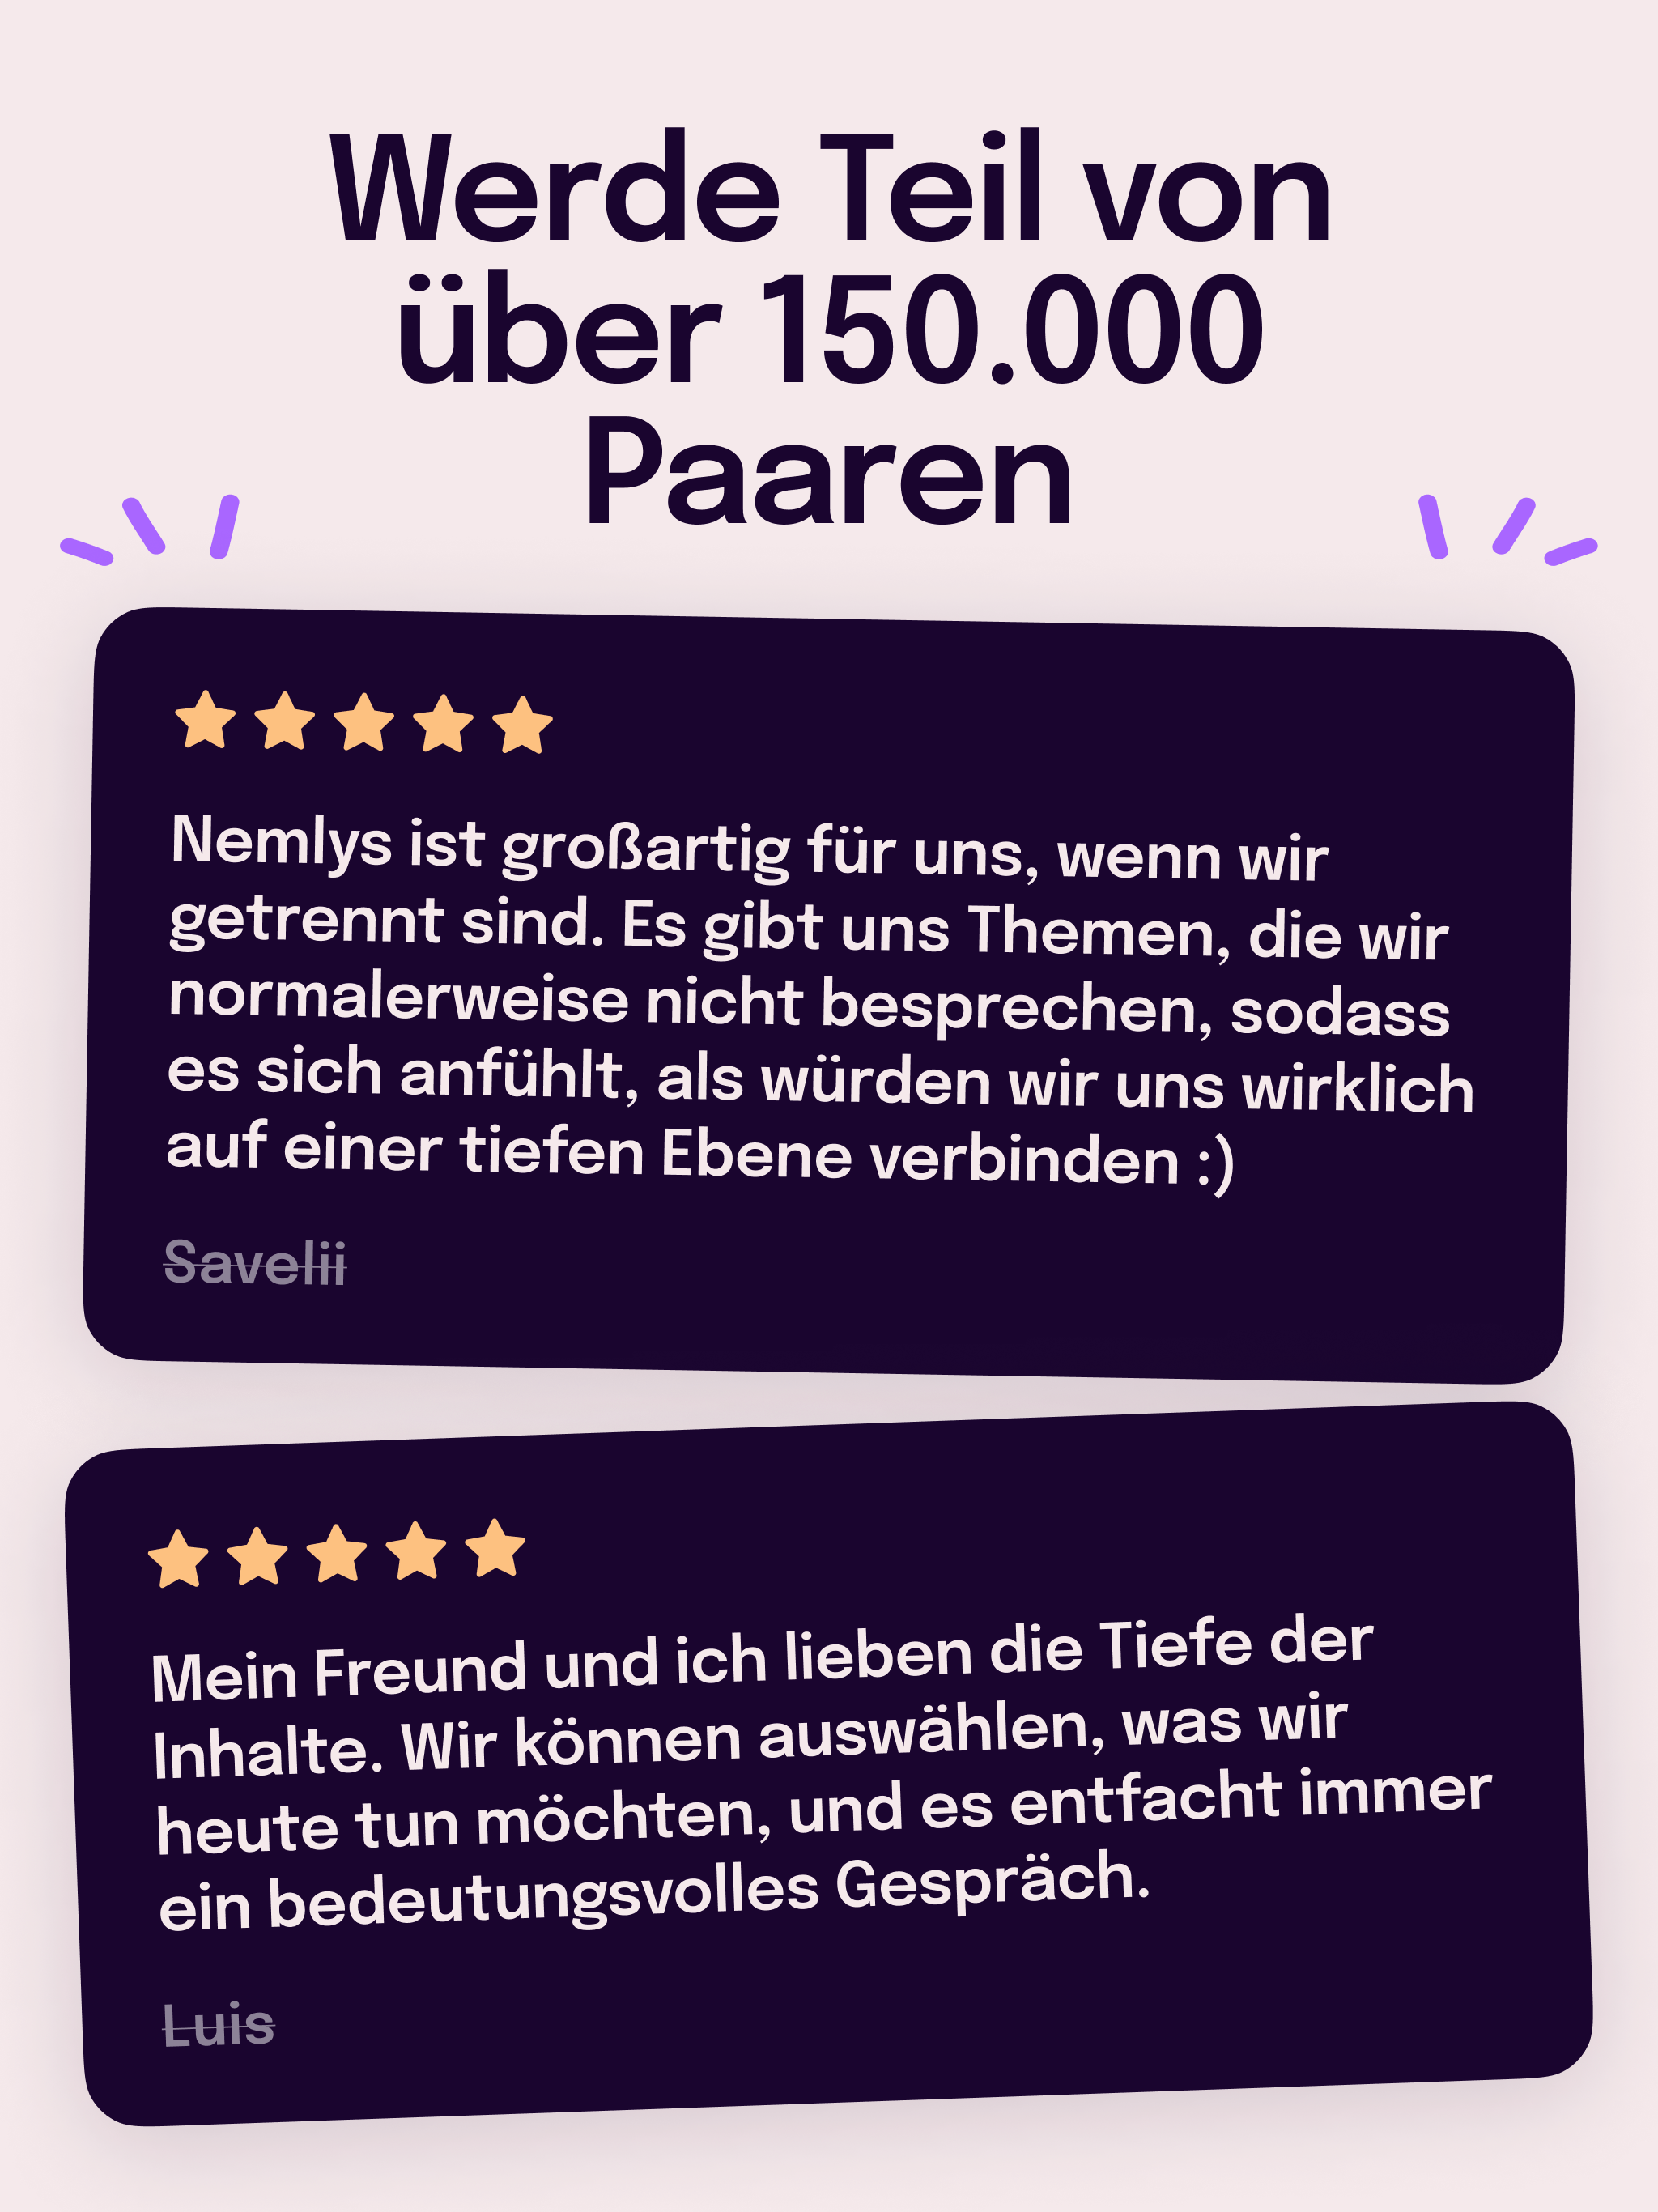 Werde Teil von
über 150.000
Paaren
Nemlys ist großartig für uns, wenn wir
getrennt sind. Es gibt uns Themen, die wir
normalerweise nicht besprechen, sodass
es sich anfühlt, als würden wir uns wirklich
auf einer tiefen Ebene verbinden :)
Savelii
Mein Freund und ich lieben die Tiefe der
Inhalte. Wir können auswählen, was wir
heute tun möchten, und es entfacht immer
ein bedeutungsvolles Gespräch.
Luis